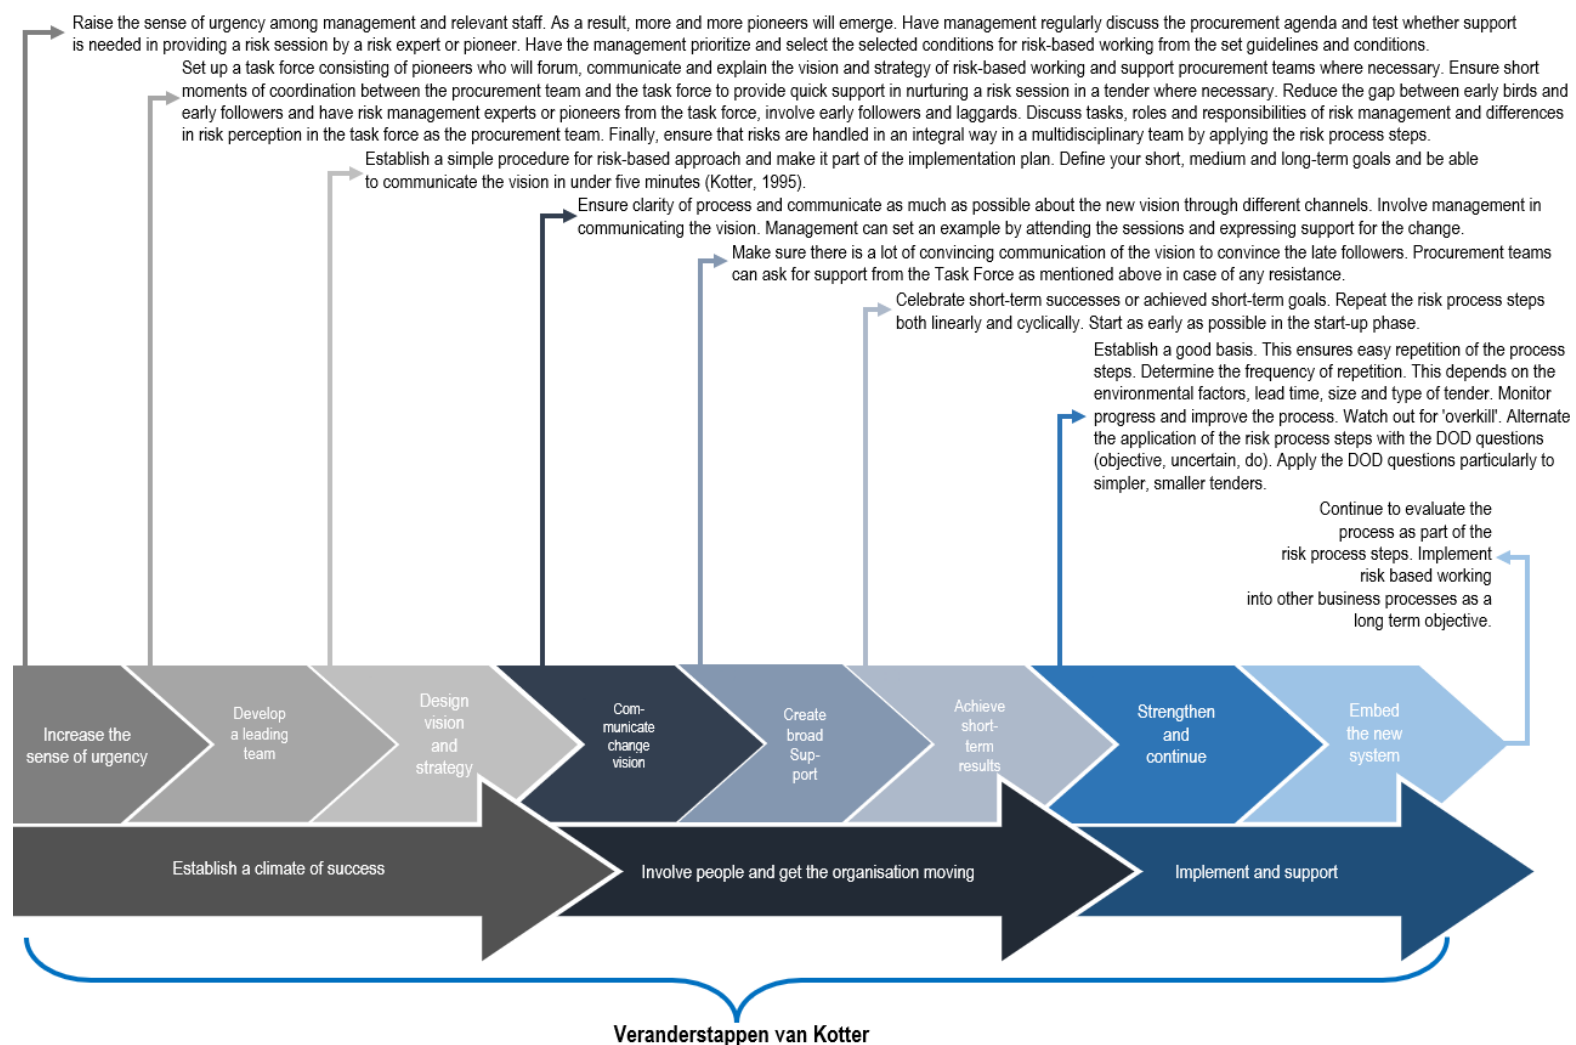 Raise the sense of urgency among management and relevant staff. As a result, more and more pioneers will emerge. Have management regularly discuss the procurement agenda and test whether support
is needed in providing a risk session by a risk expert or pioneer. Have the management prioritize and select the selected conditions for risk-based working from the set guidelines and conditions.
Set up a task force consisting of pioneers who will forum, communicate and explain the vision and strategy of risk-based working and support procurement teams where necessary. Ensure short
moments of coordination between the procurement team and the task force to provide quick support in nurturing a risk session in a tender where necessary. Reduce the gap between early birds and
early followers and have risk management experts or pioneers from the task force, involve early followers and laggards. Discuss tasks, roles and responsibilities of risk management and differences
in risk perception in the task force as the procurement team. Finally, ensure that risks are handled in an integral way in a multidisciplinary team by applying the risk process steps.
Establish a simple procedure for risk-based approach and make it part of the implementation plan. Define your short, medium and long-term goals and be able
to communicate the vision in under five minutes (Kotter, 1995).
Ensure clarity of process and communicate as much as possible about the new vision through different channels. Involve management in
communicating the vision. Management can set an example by attending the sessions and expressing support for the change.
Make sure there is a lot of convincing communication of the vision to convince the late followers. Procurement teams
can ask for support from the Task Force as mentioned above in case of any resistance.
Celebrate short-term successes or achieved short-term goals. Repeat the risk process steps
both linearly and cyclically. Start as early as possible in the start-up phase.
Establish a good basis. This ensures easy repetition of the process
steps. Determine the frequency of repetition. This depends on the
environmental factors, lead time, size and type of tender. Monitor
progress and improve the process. Watch out for 'overkill'. Alternate
the application of the risk process steps with the DOD questions
(objective, uncertain, do). Apply the DOD questions particularly to
simpler, smaller tenders.
Continue to evaluate the
process as part of the
risk process steps. Implement
risk based working
into other business processes as a
long term objective.
Increase the
sense of urgency
Develop
a leading
team
Design
vision
and
strategy
Com-
municate
change
vision
Create
broad
Sup-
port
Achieve
short-
term
results
Strengthen
and
continue
Embed
the new
system
Establish a climate of success
Involve people and get the organisation moving
Implement and support
Veranderstappen van Kotter